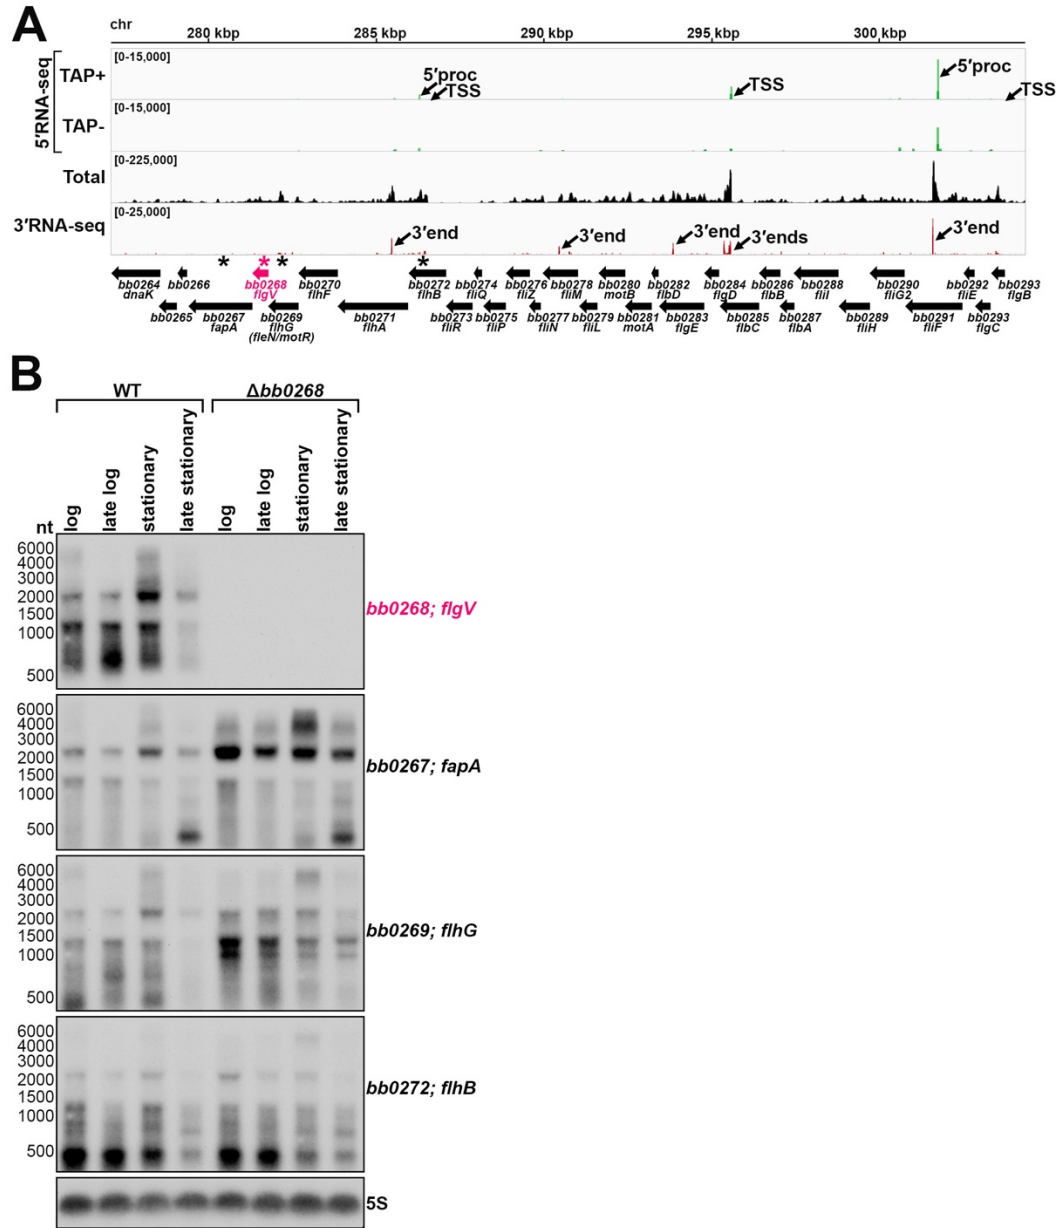 A
chr
280 kbp 285 kbp 290 kbp 295 kbp 300 kbp
5′RNA-seq
TAP+
[0-15,000]
5′proc
TSS
TSS
5′proc
TSS
TAP-
[0-15,000]
Total
[0-225,000]
3′RNA-seq
[0-25,000]
3′end
3′end
3′end
3′ends
3′end
* * * *
bb0264 dnaK
bb0266
bb0268 flgV
bb0270 flhF
bb0272 flhB
bb0274 fliQ
bb0276 fliZ
bb0278 fliM
bb0280 motB
bb0282 flbD
bb0284 flgD
bb0286 flbB
bb0288 fliI
bb0290 fliG2
bb0292 fliE
bb0293 flgB
bb0265
bb0267 fapA
bb0269 flhG (fleN/motR)
bb0271 flhA
bb0273 fliR
bb0275 fliP
bb0277 fliN
bb0279 fliL
bb0281 motA
bb0283 flgE
bb0285 flbC
bb0287 flbA
bb0289 fliH
bb0291 fliF
bb0293 flgC
B
WT Δbb0268
nt
log
late log
stationary
late stationary
log
late log
stationary
late stationary
6000
4000
3000
2000
1500
1000
500
bb0268; flgV
6000
4000
3000
2000
1500
1000
500
bb0267; fapA
6000
4000
3000
2000
1500
1000
500
bb0269; flhG
6000
4000
3000
2000
1500
1000
500
bb0272; flhB
5S